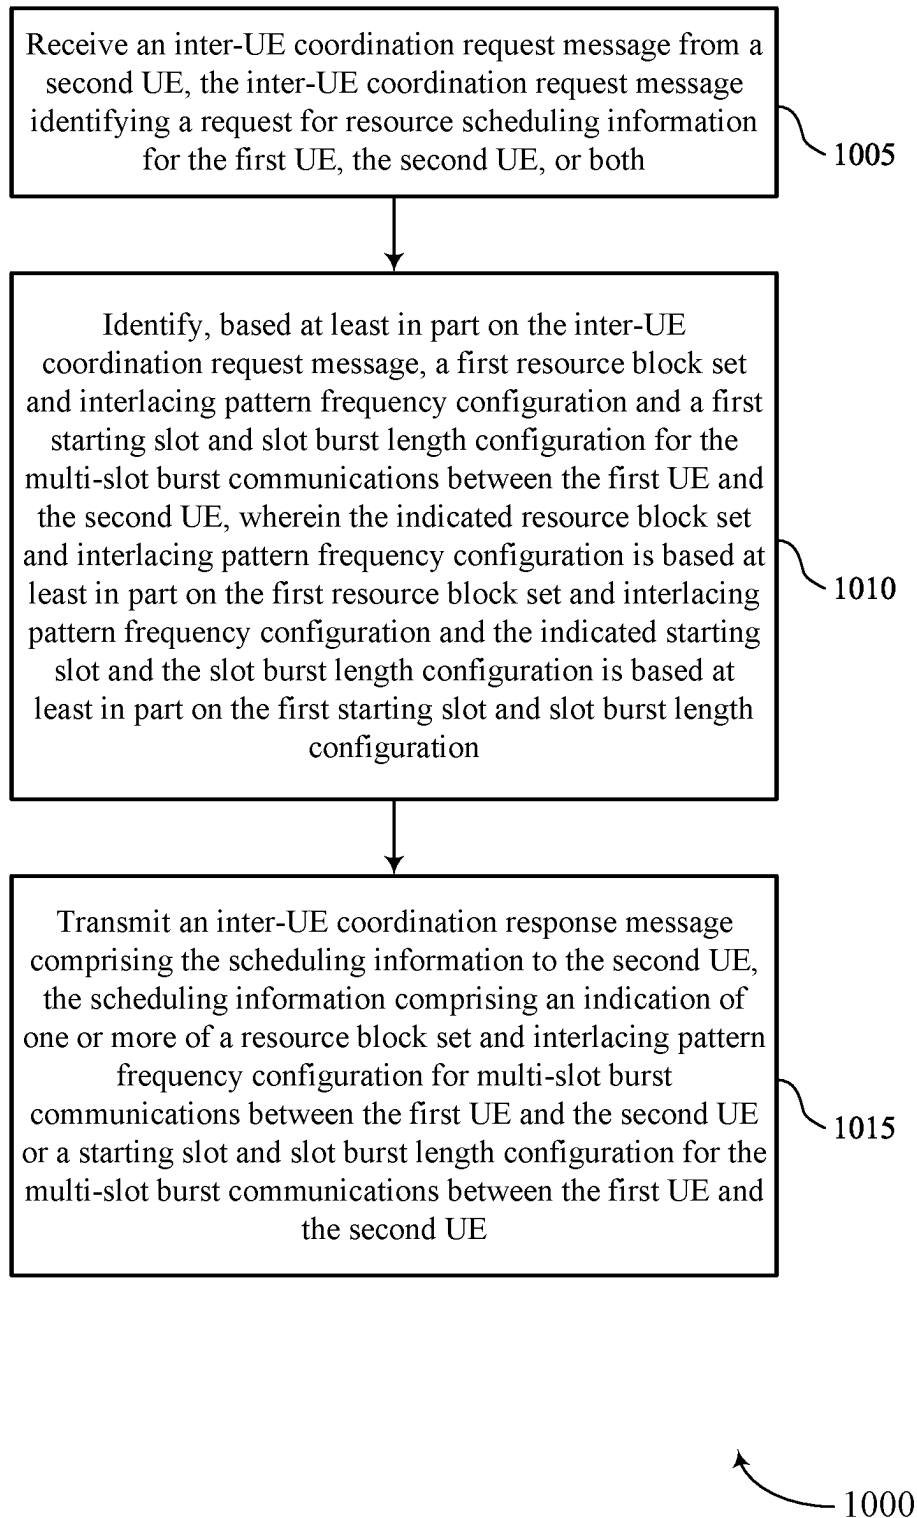 Receive an inter-UE coordination request message from a
second UE, the inter-UE coordination request message
identifying a request for resource scheduling information
for the first UE, the second UE, or both
1005
Identify, based at least in part on the inter-UE
coordination request message, a first resource block set
and interlacing pattern frequency configuration and a first
starting slot and slot burst length configuration for the
multi-slot burst communications between the first UE and
the second UE, wherein the indicated resource block set
and interlacing pattern frequency configuration is based at
least in part on the first resource block set and interlacing
pattern frequency configuration and the indicated starting
slot and the slot burst length configuration is based at
least in part on the first starting slot and slot burst length
configuration
1010
Transmit an inter-UE coordination response message
comprising the scheduling information to the second UE,
the scheduling information comprising an indication of
one or more of a resource block set and interlacing pattern
frequency configuration for multi-slot burst
communications between the first UE and the second UE
or a starting slot and slot burst length configuration for the
multi-slot burst communications between the first UE and
the second UE
1015
1000